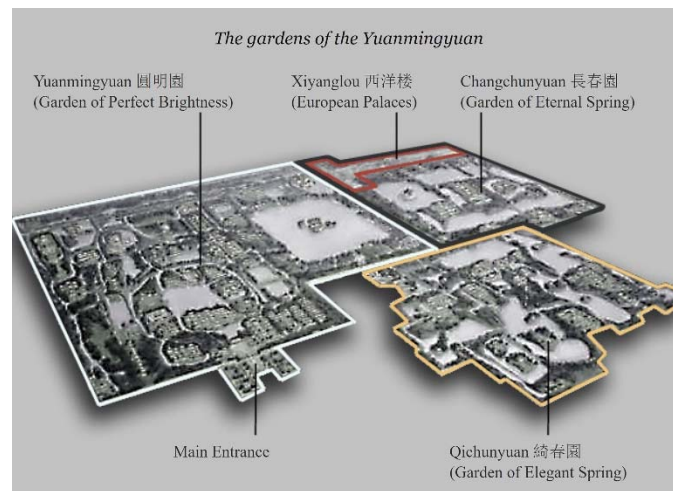 The gardens of the Yuanmingyuan
Yuanmingyuan 圓明園
(Garden of Perfect Brightness)
Xiyanglou 西洋楼
(European Palaces)
Changchunyuan 長春園
(Garden of Eternal Spring)
Main Entrance
Qichunyuan 綺春園
(Garden of Elegant Spring)